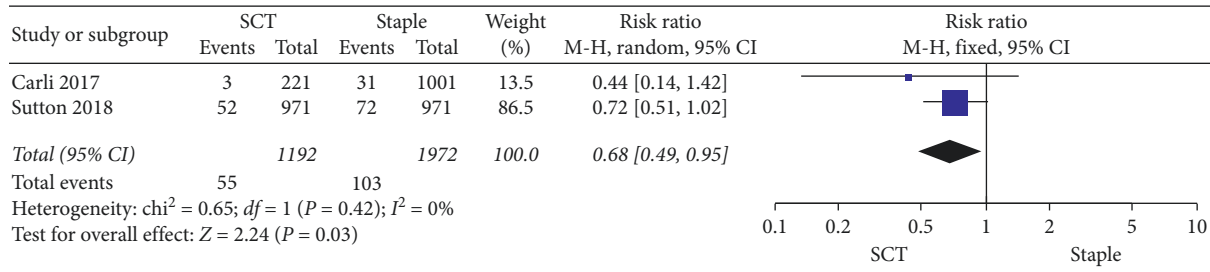 Study or subgroup SCT Staple Weight Risk ratio Risk ratio
Events Total Events Total (%) M-H, random, 95% CI M-H, fixed, 95% CI
Carli 2017 3 221 31 1001 13.5 0.44 [0.14, 1.42]
Sutton 2018 52 971 72 971 86.5 0.72 [0.51, 1.02]
Total (95% CI) 1192 1972 100.0 0.68 [0.49, 0.95]
Total events 55 103
Heterogeneity: chi² = 0.65; df = 1 (P = 0.42); I² = 0%
Test for overall effect: Z = 2.24 (P = 0.03)
0.1 0.2 0.5 1 2 5 10
SCT Staple